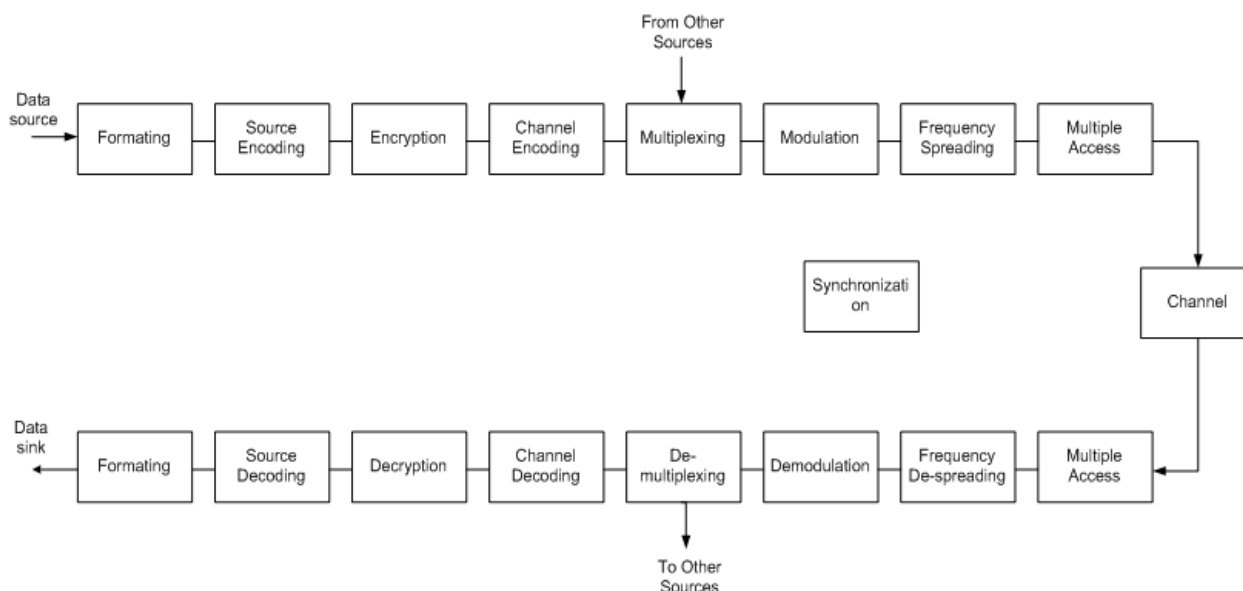 From Other
Sources
Data
source
Formating
Source
Encoding
Encryption
Channel
Encoding
Multiplexing
Modulation
Frequency
Spreading
Multiple
Access
Synchronizati
on
Channel
Data
sink
Formating
Source
Decoding
Decryption
Channel
Decoding
De-
multiplexing
Demodulation
Frequency
De-spreading
Multiple
Access
To Other
Sources